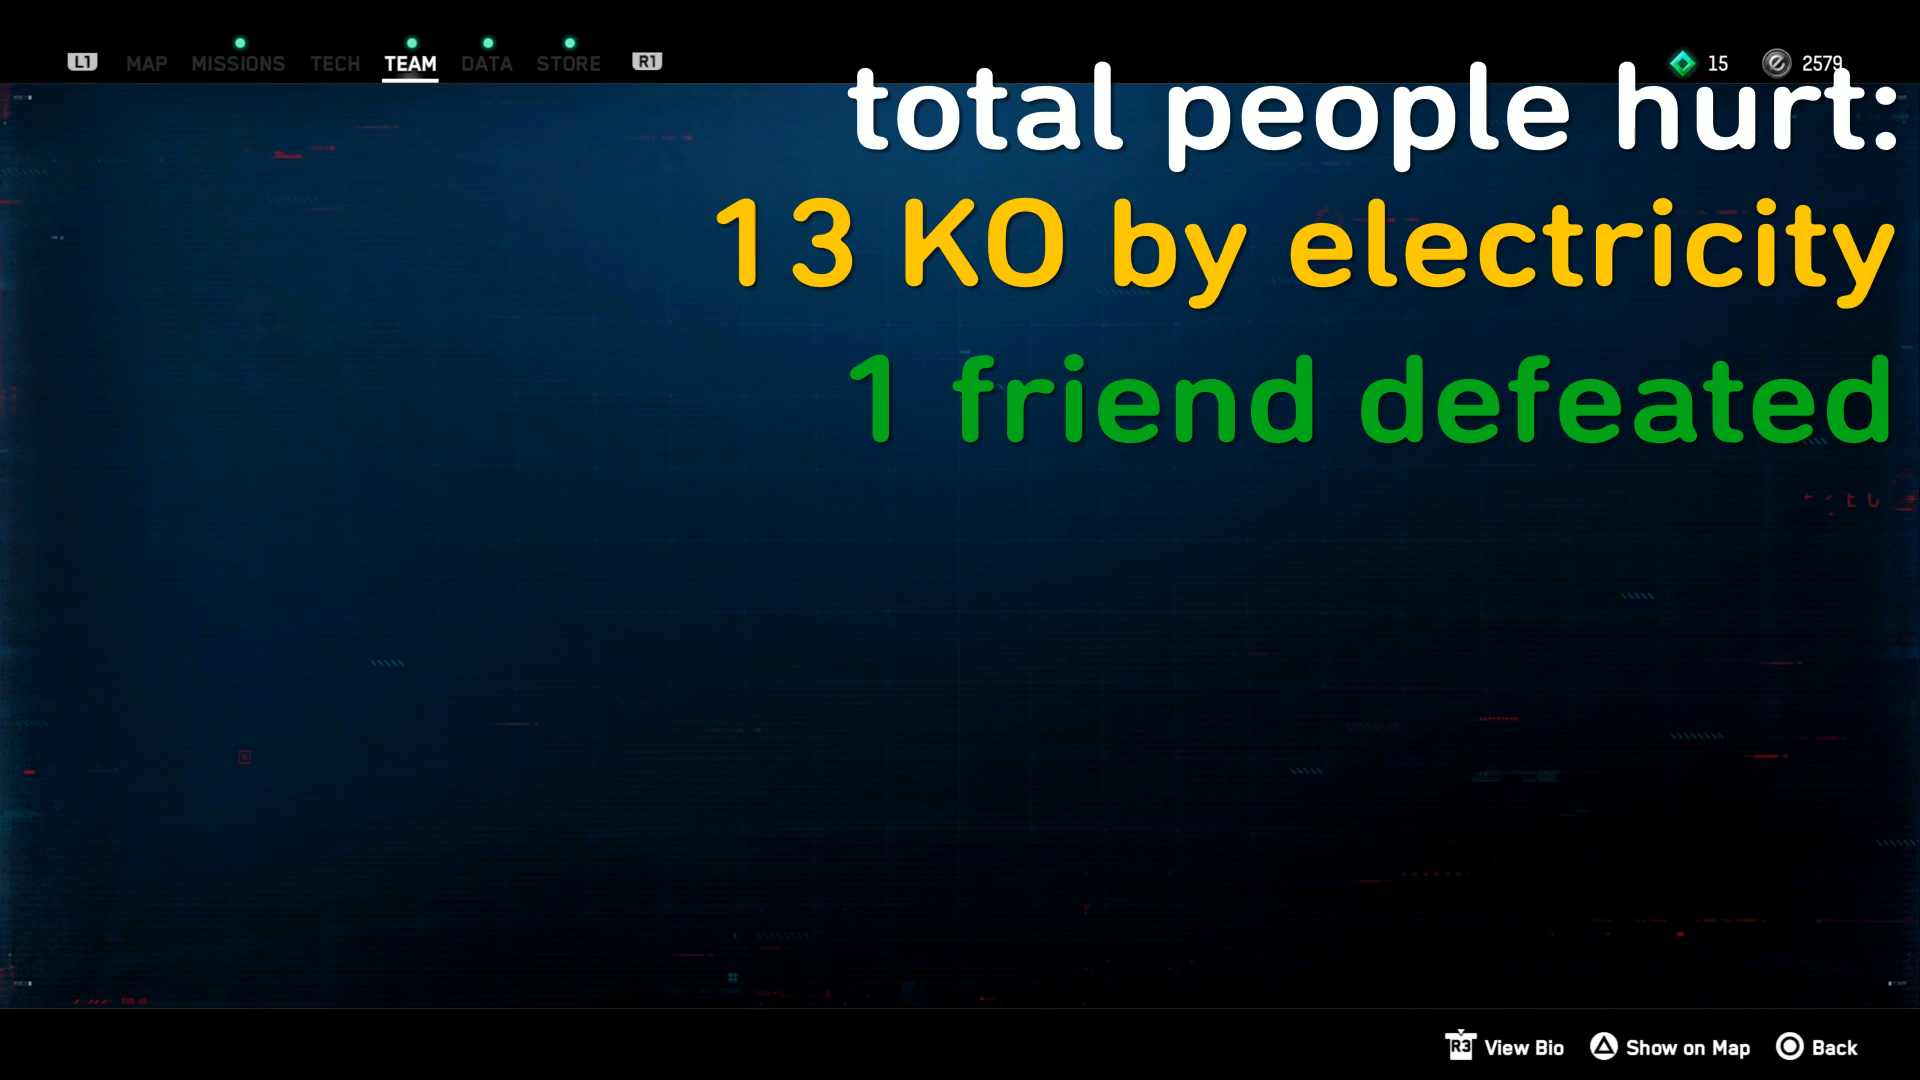 L1 MAP MISSIONS TECH TEAM DATA STORE R1 15 2579
total people hurt:
13 KO by electricity
1 friend defeated
R3 View Bio Show on Map Back